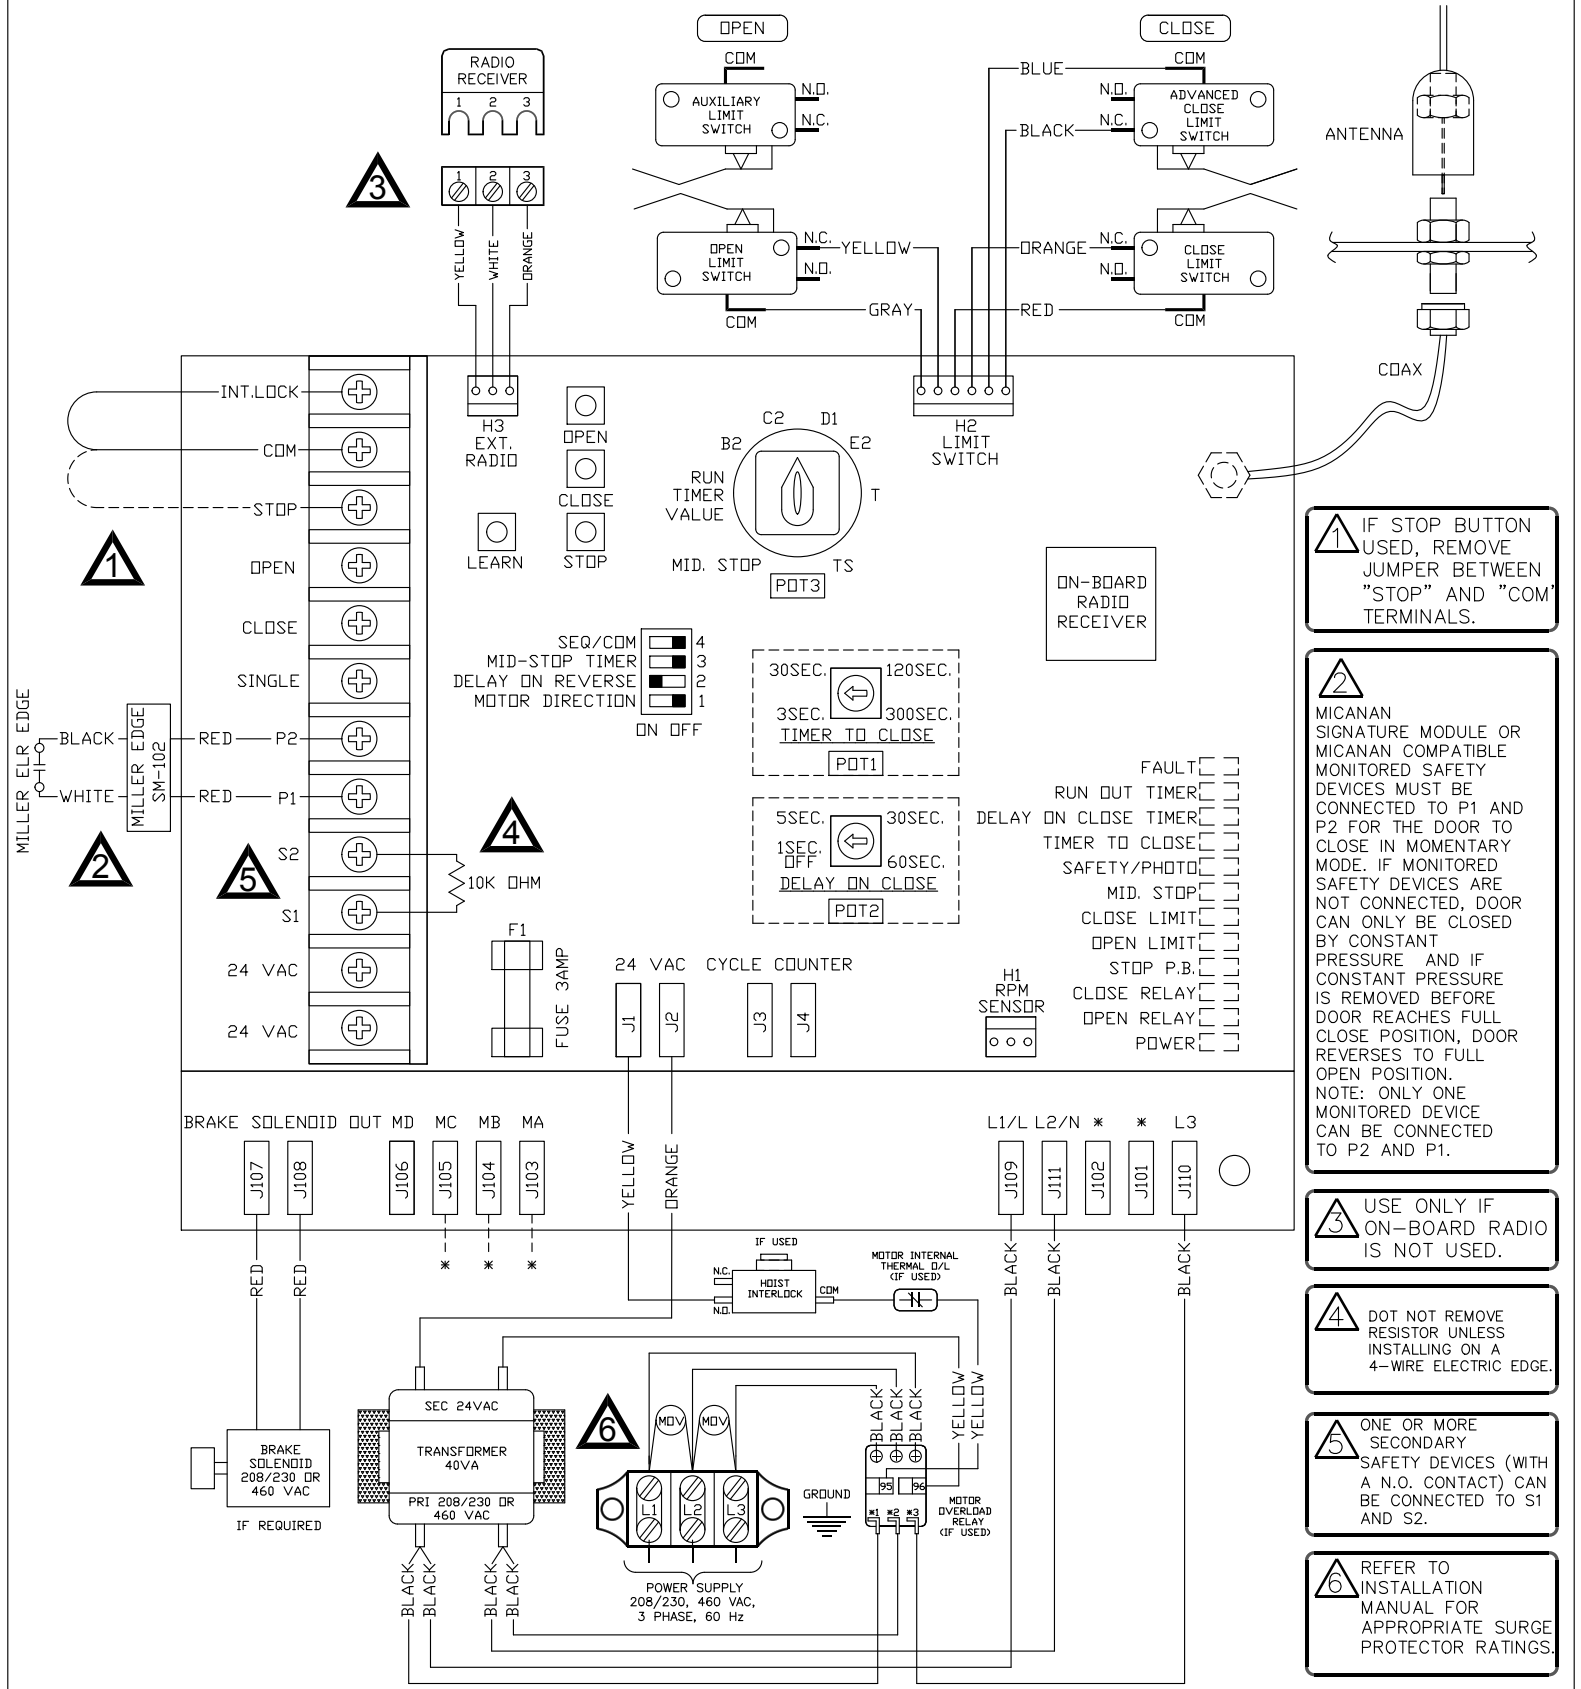 OPEN
CLOSE
RADIO
RECEIVER
1 2 3
3
1 2 3
YELLOW
WHITE
ORANGE
COM
AUXILIARY
LIMIT
SWITCH
N.O.
N.C.
OPEN
LIMIT
SWITCH
N.C.
N.O.
COM
YELLOW
GRAY
BLUE
BLACK
ORANGE
RED
COM
N.O.
N.C.
ADVANCED
CLOSE
LIMIT
SWITCH
N.C.
N.O.
CLOSE
LIMIT
SWITCH
COM
ANTENNA
COAX
INT.LOCK
COM
STOP
1
OPEN
CLOSE
SINGLE
P2
P1
S2
S1
24 VAC
24 VAC
MILLER ELR EDGE
BLACK
WHITE
MILLER EDGE
SM-102
RED
RED
2
5
4
10K OHM
H3
EXT.
RADIO
OPEN
CLOSE
STOP
LEARN
H2
LIMIT
SWITCH
C2 D1
B2 E2
RUN
TIMER
VALUE
T
MID. STOP TS
POT3
ON-BOARD
RADIO
RECEIVER
SEQ/COM 4
MID-STOP TIMER 3
DELAY ON REVERSE 2
MOTOR DIRECTION 1
ON OFF
30SEC. 120SEC.
3SEC. 300SEC.
TIMER TO CLOSE
POT1
5SEC. 30SEC.
1SEC.
OFF 60SEC.
DELAY ON CLOSE
POT2
FAULT
RUN OUT TIMER
DELAY ON CLOSE TIMER
TIMER TO CLOSE
SAFETY/PHOTO
MID. STOP
CLOSE LIMIT
OPEN LIMIT
STOP P.B.
CLOSE RELAY
OPEN RELAY
POWER
F1
FUSE 3AMP
24 VAC CYCLE COUNTER
J1
J2
J3
J4
H1
RPM
SENSOR
BRAKE SOLENOID OUT MD MC MB MA
J107
J108
J106
J105
J104
J103
* * *
L1/L L2/N * * L3
J109
J111
J102
J101
J110
YELLOW
ORANGE
RED
RED
BLACK
BLACK
BLACK
IF USED
N.C.
HOIST
INTERLOCK
N.O.
COM
MOTOR INTERNAL
THERMAL O/L
(IF USED)
SEC 24VAC
TRANSFORMER
40VA
PRI 208/230 OR
460 VAC
BRAKE
SOLENOID
208/230 OR
460 VAC
IF REQUIRED
6
MOV MOV
L1 L2 L3
POWER SUPPLY
208/230, 460 VAC,
3 PHASE, 60 Hz
GROUND
BLACK
BLACK
BLACK
YELLOW
YELLOW
95 96
*1 *2 *3
MOTOR
OVERLOAD
RELAY
(IF USED)
BLACK
BLACK
BLACK
BLACK
1 IF STOP BUTTON
USED, REMOVE
JUMPER BETWEEN
"STOP" AND "COM"
TERMINALS.
2
MICANAN
SIGNATURE MODULE OR
MICANAN COMPATIBLE
MONITORED SAFETY
DEVICES MUST BE
CONNECTED TO P1 AND
P2 FOR THE DOOR TO
CLOSE IN MOMENTARY
MODE. IF MONITORED
SAFETY DEVICES ARE
NOT CONNECTED, DOOR
CAN ONLY BE CLOSED
BY CONSTANT
PRESSURE AND IF
CONSTANT PRESSURE
IS REMOVED BEFORE
DOOR REACHES FULL
CLOSE POSITION, DOOR
REVERSES TO FULL
OPEN POSITION.
NOTE: ONLY ONE
MONITORED DEVICE
CAN BE CONNECTED
TO P2 AND P1.
3 USE ONLY IF
ON-BOARD RADIO
IS NOT USED.
4 DOT NOT REMOVE
RESISTOR UNLESS
INSTALLING ON A
4-WIRE ELECTRIC EDGE.
5 ONE OR MORE
SECONDARY
SAFETY DEVICES (WITH
A N.O. CONTACT) CAN
BE CONNECTED TO S1
AND S2.
6 REFER TO
INSTALLATION
MANUAL FOR
APPROPRIATE SURGE
PROTECTOR RATINGS.